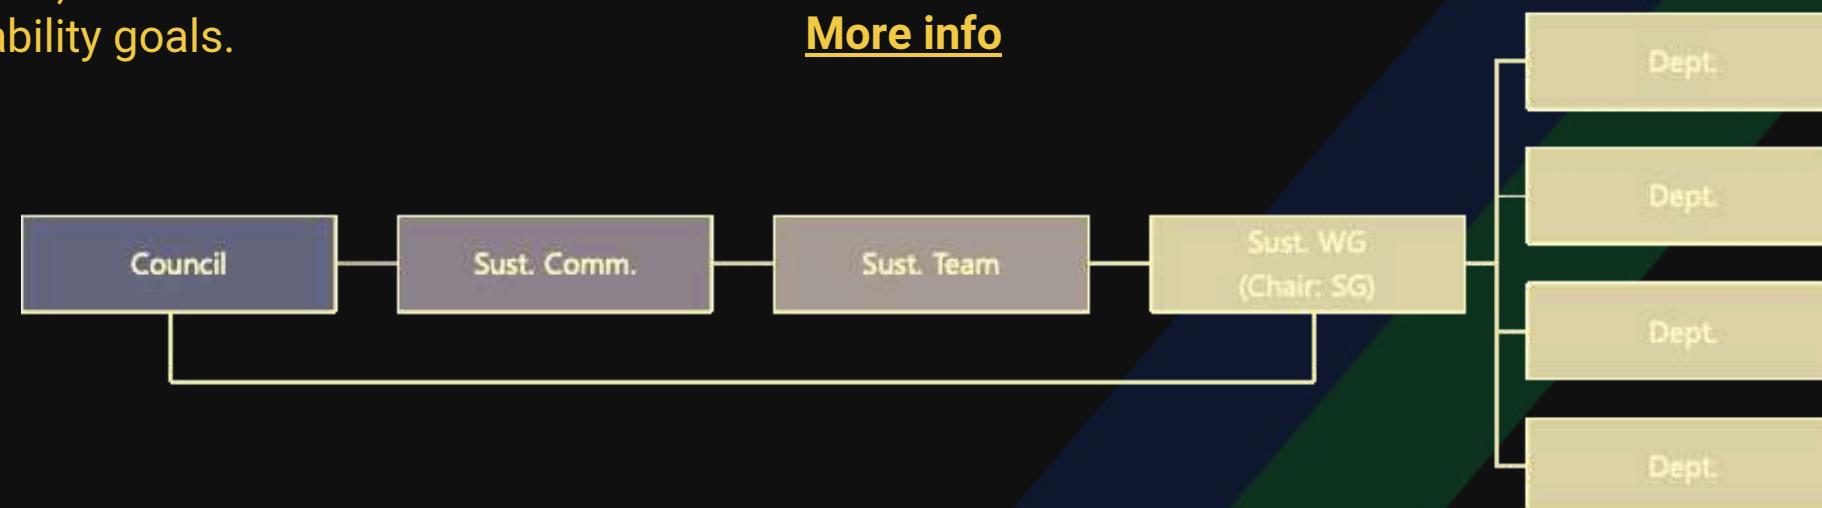 ability goals.
More info
Council
Sust. Comm.
Sust. Team
Sust. WG
(Chair: SG)
Dept.
Dept.
Dept.
Dept.